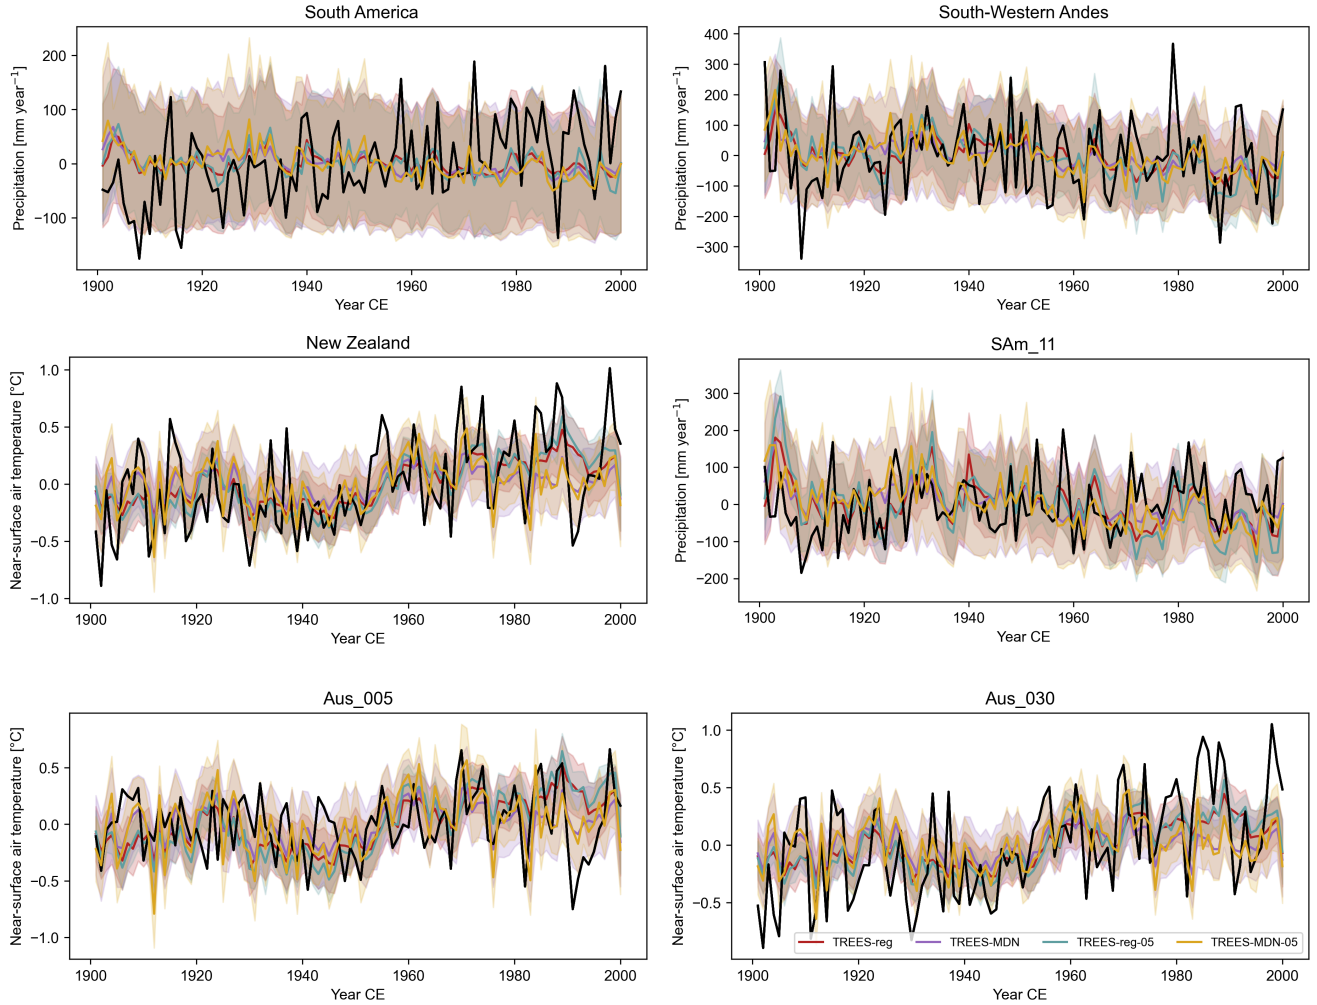 South America
Precipitation [mm year−1]
200
100
0
−100
1900 1920 1940 1960 1980 2000
Year CE
South-Western Andes
Precipitation [mm year−1]
400
300
200
100
0
−100
−200
−300
1900 1920 1940 1960 1980 2000
Year CE
New Zealand
Near-surface air temperature [°C]
1.0
0.5
0.0
−0.5
−1.0
1900 1920 1940 1960 1980 2000
Year CE
SAm_11
Precipitation [mm year−1]
300
200
100
0
−100
−200
1900 1920 1940 1960 1980 2000
Year CE
Aus_005
Near-surface air temperature [°C]
0.5
0.0
−0.5
−1.0
1900 1920 1940 1960 1980 2000
Year CE
Aus_030
Near-surface air temperature [°C]
1.0
0.5
0.0
−0.5
TREES-reg TREES-MDN TREES-reg-05 TREES-MDN-05
1900 1920 1940 1960 1980 2000
Year CE